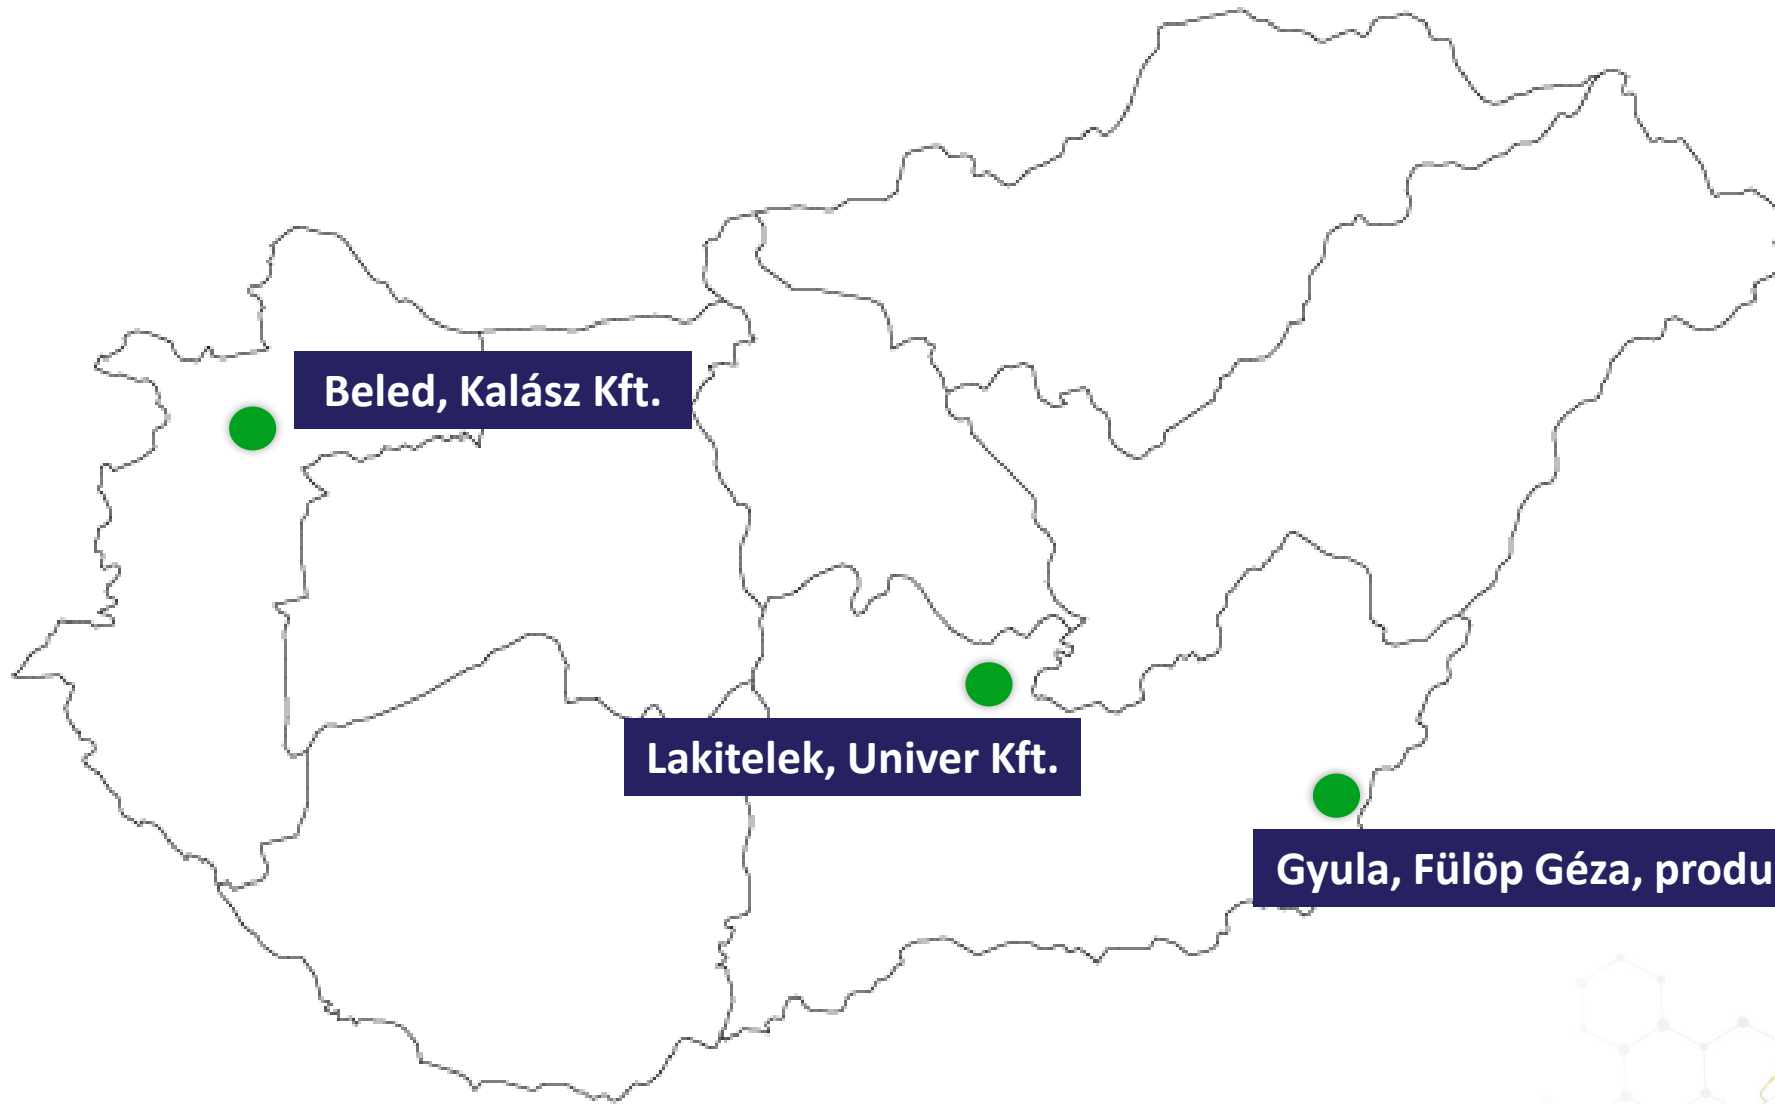 Beled, Kalász Kft.
Lakitelek, Univer Kft.
Gyula, Fülöp Géza, produ